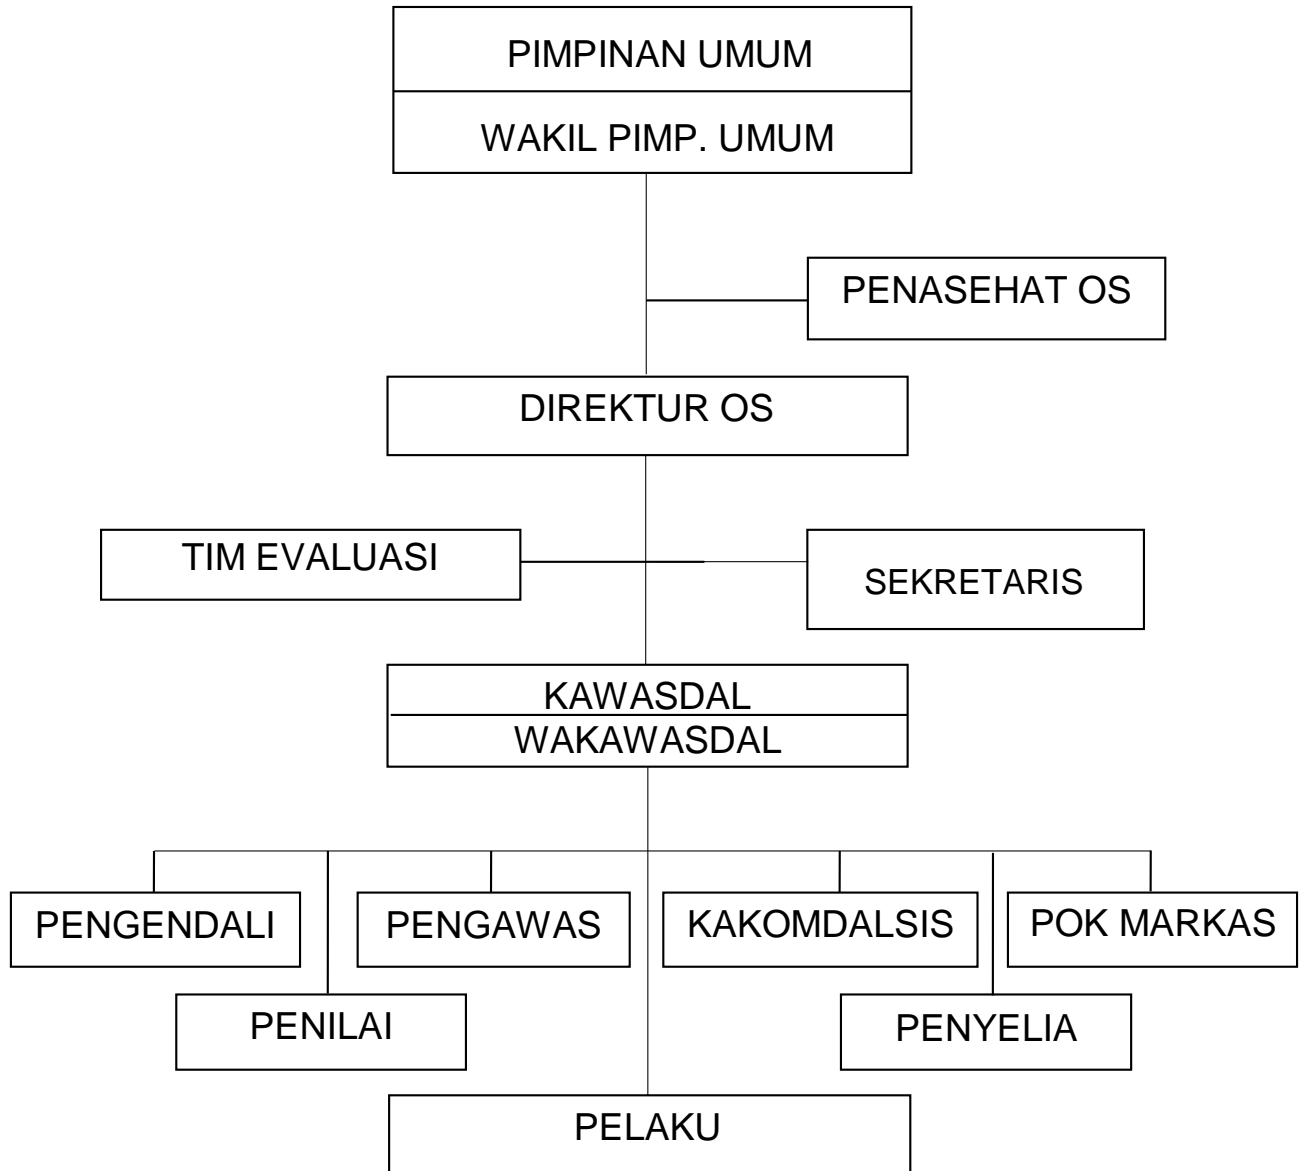 PIMPINAN UMUM
WAKIL PIMP. UMUM
PENASEHAT OS
DIREKTUR OS
TIM EVALUASI
SEKRETARIS
KAWASDAL
WAKAWASDAL
PENGENDALI
PENGAWAS
KAKOMDALSIS
POK MARKAS
PENILAI
PENYELIA
PELAKU